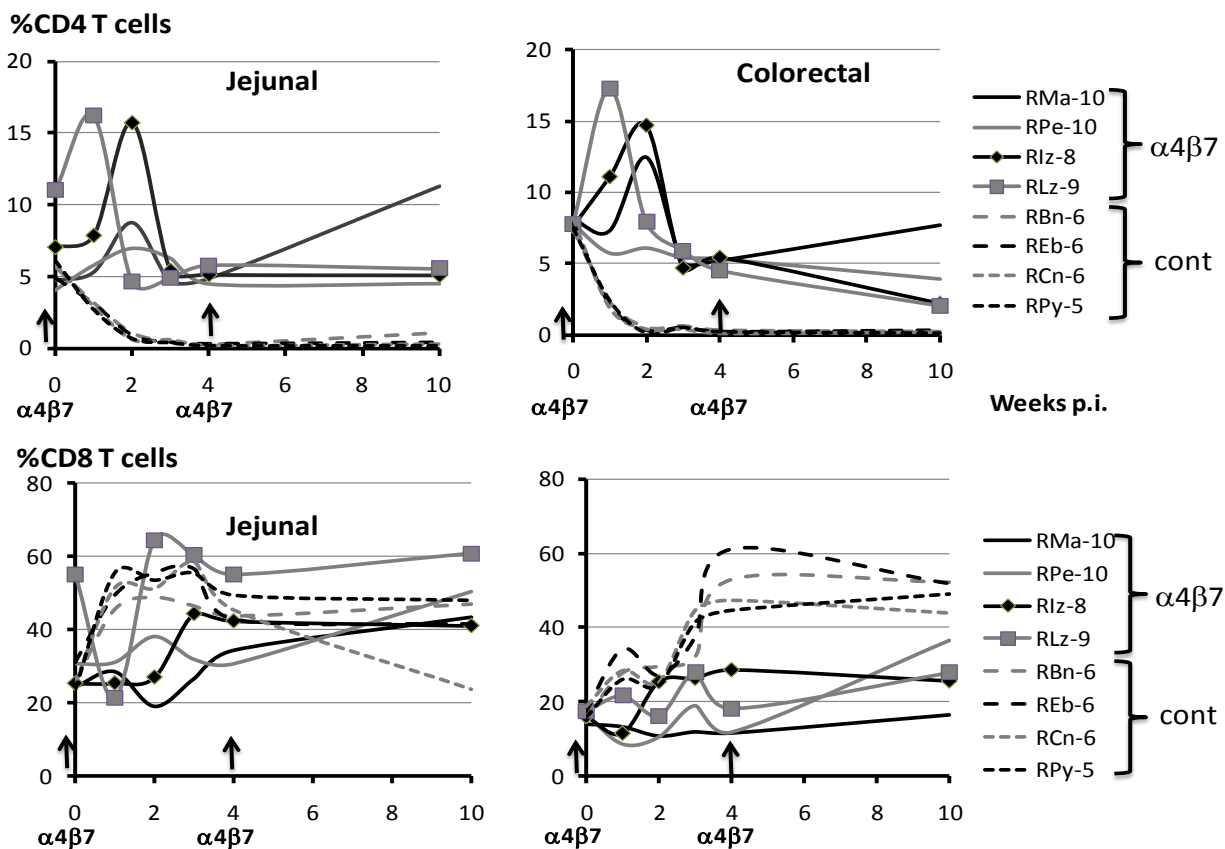 %CD4 T cells
Jejunal
20
15
10
5
0
0 2 4 6 8 10
α4β7 α4β7
Colorectal
20
15
10
5
0
0 2 4 6 8 10
α4β7 α4β7
Weeks p.i.
RMa-10
RPe-10
RIz-8
RLz-9
RBn-6
REb-6
RCn-6
RPy-5
α4β7
cont
%CD8 T cells
Jejunal
80
60
40
20
0
0 2 4 6 8 10
α4β7 α4β7
80
60
40
20
0
0 2 4 6 8 10
α4β7 α4β7
RMa-10
RPe-10
RIz-8
RLz-9
RBn-6
REb-6
RCn-6
RPy-5
α4β7
cont